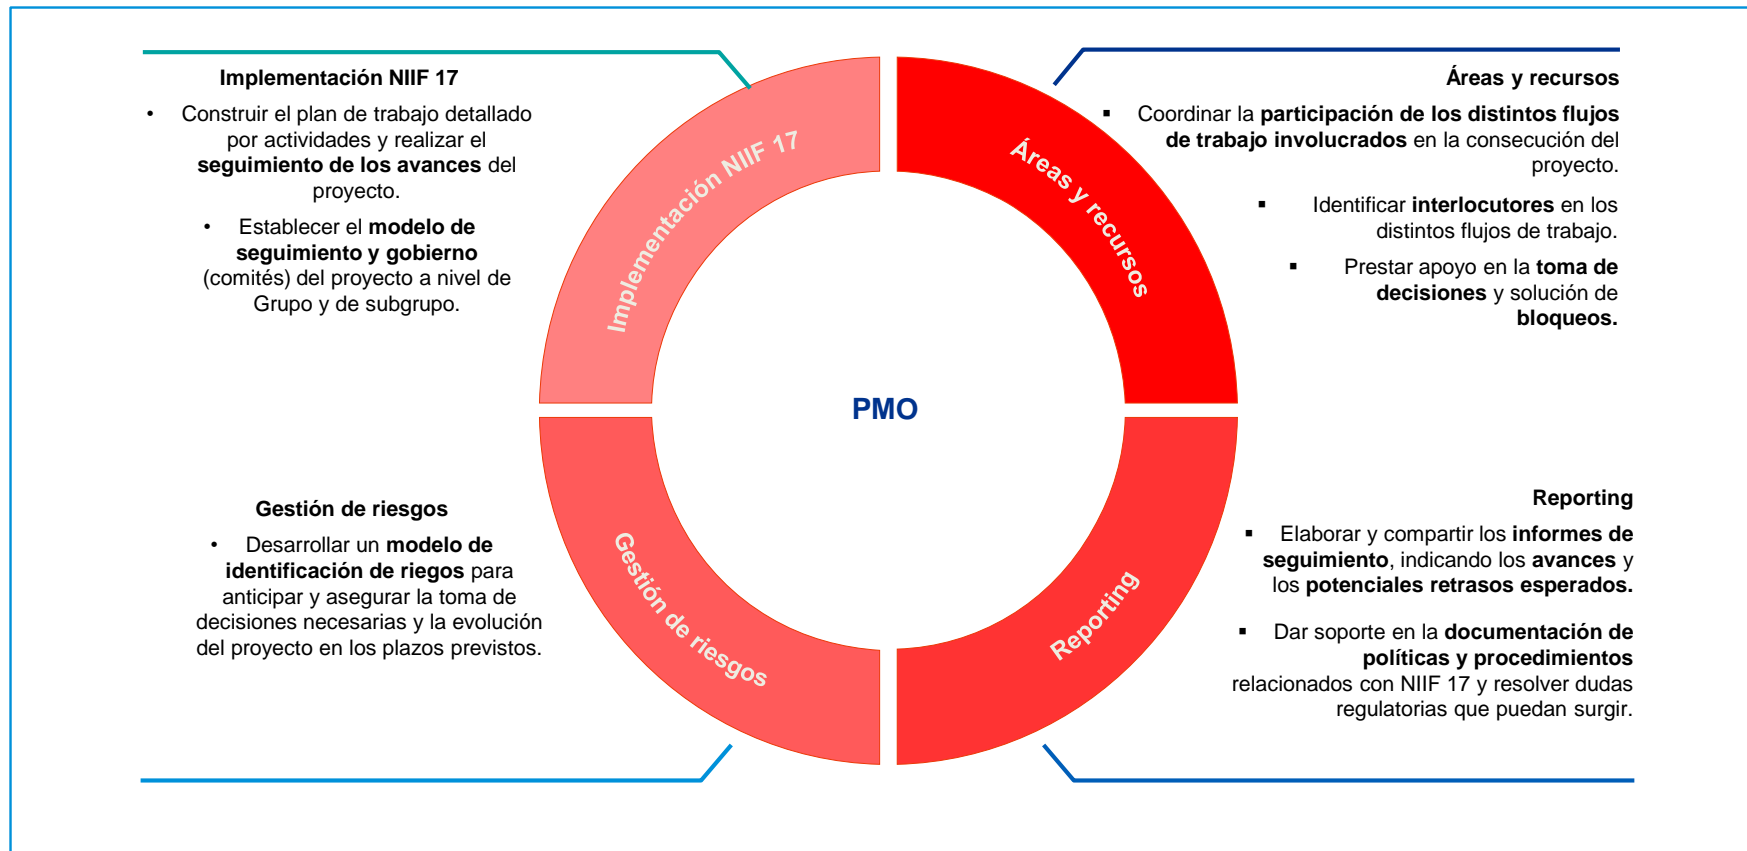 Implementación NIIF 17
• Construir el plan de trabajo detallado
por actividades y realizar el
seguimiento de los avances del
proyecto.
• Establecer el modelo de
seguimiento y gobierno
(comités) del proyecto a nivel de
Grupo y de subgrupo.
Áreas y recursos
▪ Coordinar la participación de los distintos flujos
de trabajo involucrados en la consecución del
proyecto.
▪ Identificar interlocutores en los
distintos flujos de trabajo.
▪ Prestar apoyo en la toma de
decisiones y solución de
bloqueos.
Implementación NIIF 17
Áreas y recursos
PMO
Gestión de riesgos
Reporting
Gestión de riesgos
• Desarrollar un modelo de
identificación de riegos para
anticipar y asegurar la toma de
decisiones necesarias y la evolución
del proyecto en los plazos previstos.
Reporting
▪ Elaborar y compartir los informes de
seguimiento, indicando los avances y
los potenciales retrasos esperados.
▪ Dar soporte en la documentación de
políticas y procedimientos
relacionados con NIIF 17 y resolver dudas
regulatorias que puedan surgir.